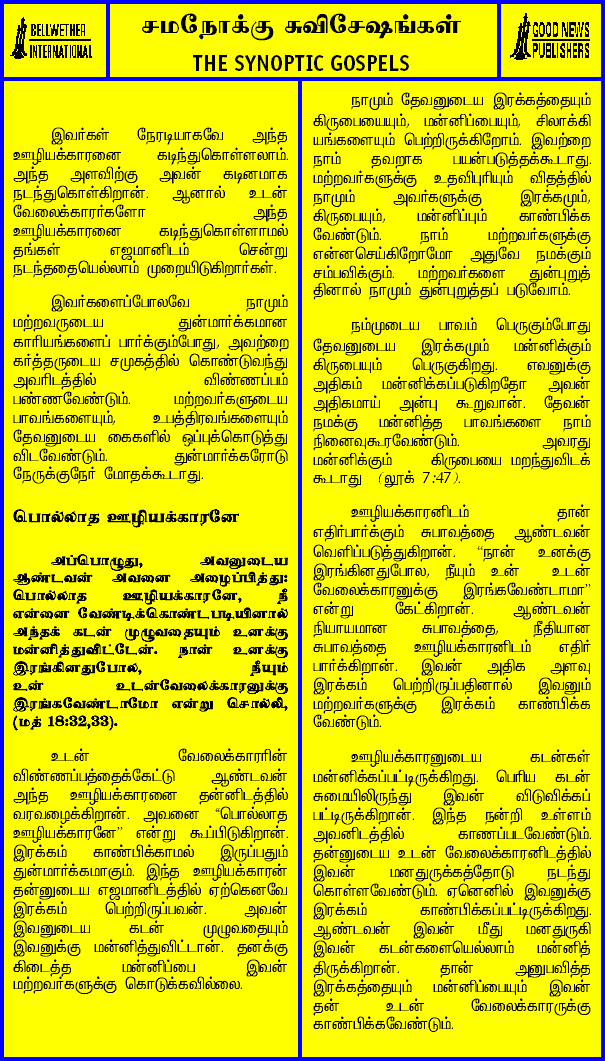 BELLWETHER
INTERNATIONAL
சமநோக்கு சுவிசேஷங்கள்
THE SYNOPTIC GOSPELS
GOOD NEWS
PUBLISHERS
இவர்கள் நேரடியாகவே அந்த
ஊழியக்காரனை கடிந்துகொள்ளலாம்.
அந்த அளவிற்கு அவன் கடினமாக
நடந்துகொள்கிறான். ஆனால் உடன்
வேலைக்காரர்களோ அந்த
ஊழியக்காரனை கடிந்துகொள்ளாமல்
தங்கள் எஜமானிடம் சென்று
நடந்ததையெல்லாம் முறையிடுகிறார்கள்.
இவர்களைப்போலவே நாமும்
மற்றவருடைய துன்மார்க்கமான
காரியங்களைப் பார்க்கும்போது, அவற்றை
கர்த்தருடைய சமுகத்தில் கொண்டுவந்து
அவரிடத்தில் விண்ணப்பம்
பண்ணவேண்டும். மற்றவர்களுடைய
பாவங்களையும், உபத்திரவங்களையும்
தேவனுடைய கைகளில் ஒப்புக்கொடுத்து
விடவேண்டும். துன்மார்க்கரோடு
நேருக்குநேர் மோதக்கூடாது.
பொல்லாத ஊழியக்காரனே
அப்பொழுது, அவனுடைய
ஆண்டவன் அவனை அழைப்பித்து:
பொல்லாத ஊழியக்காரனே, நீ
என்னை வேண்டிக்கொண்டபடியினால்
அந்தக் கடன் முழுவதையும் உனக்கு
மன்னித்துவிட்டேன். நான் உனக்கு
இரங்கினதுபோல, நீயும்
உன் உடன்வேலைக்காரனுக்கு
இரங்கவேண்டாமோ என்று சொல்லி,
(மத் 18:32,33).
உடன் வேலைக்காரரின்
விண்ணப்பத்தைக்கேட்டு ஆண்டவன்
அந்த ஊழியக்காரனை தன்னிடத்தில்
வரவழைக்கிறான். அவனை “பொல்லாத
ஊழியக்காரனே” என்று கூப்பிடுகிறான்.
இரக்கம் காண்பிக்காமல் இருப்பதும்
துன்மார்க்கமாகும். இந்த ஊழியக்காரன்
தன்னுடைய எஜமானிடத்தில் ஏற்கெனவே
இரக்கம் பெற்றிருப்பவன். அவன்
இவனுடைய கடன் முழுவதையும்
இவனுக்கு மன்னித்துவிட்டான். தனக்கு
கிடைத்த மன்னிப்பை இவன்
மற்றவர்களுக்கு கொடுக்கவில்லை.
நாமும் தேவனுடைய இரக்கத்தையும்
கிருபையையும், மன்னிப்பையும், சிலாக்கி
யங்களையும் பெற்றிருக்கிறோம். இவற்றை
நாம் தவறாக பயன்படுத்தக்கூடாது.
மற்றவர்களுக்கு உதவிபுரியும் விதத்தில்
நாமும் அவர்களுக்கு இரக்கமும்,
கிருபையும், மன்னிப்பும் காண்பிக்க
வேண்டும். நாம் மற்றவர்களுக்கு
என்னசெய்கிறோமோ அதுவே நமக்கும்
சம்பவிக்கும். மற்றவர்களை துன்புறுத்
தினால் நாமும் துன்புறுத்தப் படுவோம்.
நம்முடைய பாவம் பெருகும்போது
தேவனுடைய இரக்கமும் மன்னிக்கும்
கிருபையும் பெருகுகிறது. எவனுக்கு
அதிகம் மன்னிக்கப்படுகிறதோ அவன்
அதிகமாய் அன்பு கூறுவான். தேவன்
நமக்கு மன்னித்த பாவங்களை நாம்
நினைவுகூரவேண்டும். அவரது
மன்னிக்கும் கிருபையை மறந்துவிடக்
கூடாது (லூக் 7:47).
ஊழியக்காரனிடம் தான்
எதிர்பார்க்கும் சுபாவத்தை ஆண்டவன்
வெளிப்படுத்துகிறான். “நான் உனக்கு
இரங்கினதுபோல, நீயும் உன் உடன்
வேலைக்காரனுக்கு இரங்கவேண்டாமா”
என்று கேட்கிறான். ஆண்டவன்
நியாயமான சுபாவத்தை, நீதியான
சுபாவத்தை ஊழியக்காரனிடம் எதிர்
பார்க்கிறான். இவன் அதிக அளவு
இரக்கம் பெற்றிருப்பதினால் இவனும்
மற்றவர்களுக்கு இரக்கம் காண்பிக்க
வேண்டும்.
ஊழியக்காரனுடைய கடன்கள்
மன்னிக்கப்பட்டிருக்கிறது. பெரிய கடன்
சுமையிலிருந்து இவன் விடுவிக்கப்
பட்டிருக்கிறான். இந்த நன்றி உள்ளம்
அவனிடத்தில் காணப்படவேண்டும்.
தன்னுடைய உடன் வேலைக்காரனிடத்தில்
இவன் மனதுருக்கத்தோடு நடந்து
கொள்ளவேண்டும். ஏனெனில் இவனுக்கு
இரக்கம் காண்பிக்கப்பட்டிருக்கிறது.
ஆண்டவன் இவன் மீது மனதுருகி
இவன் கடன்களையெல்லாம் மன்னித்
திருக்கிறான். தான் அனுபவித்த
இரக்கத்தையும் மன்னிப்பையும் இவன்
தன் உடன் வேலைக்காரருக்கு
காண்பிக்கவேண்டும்.